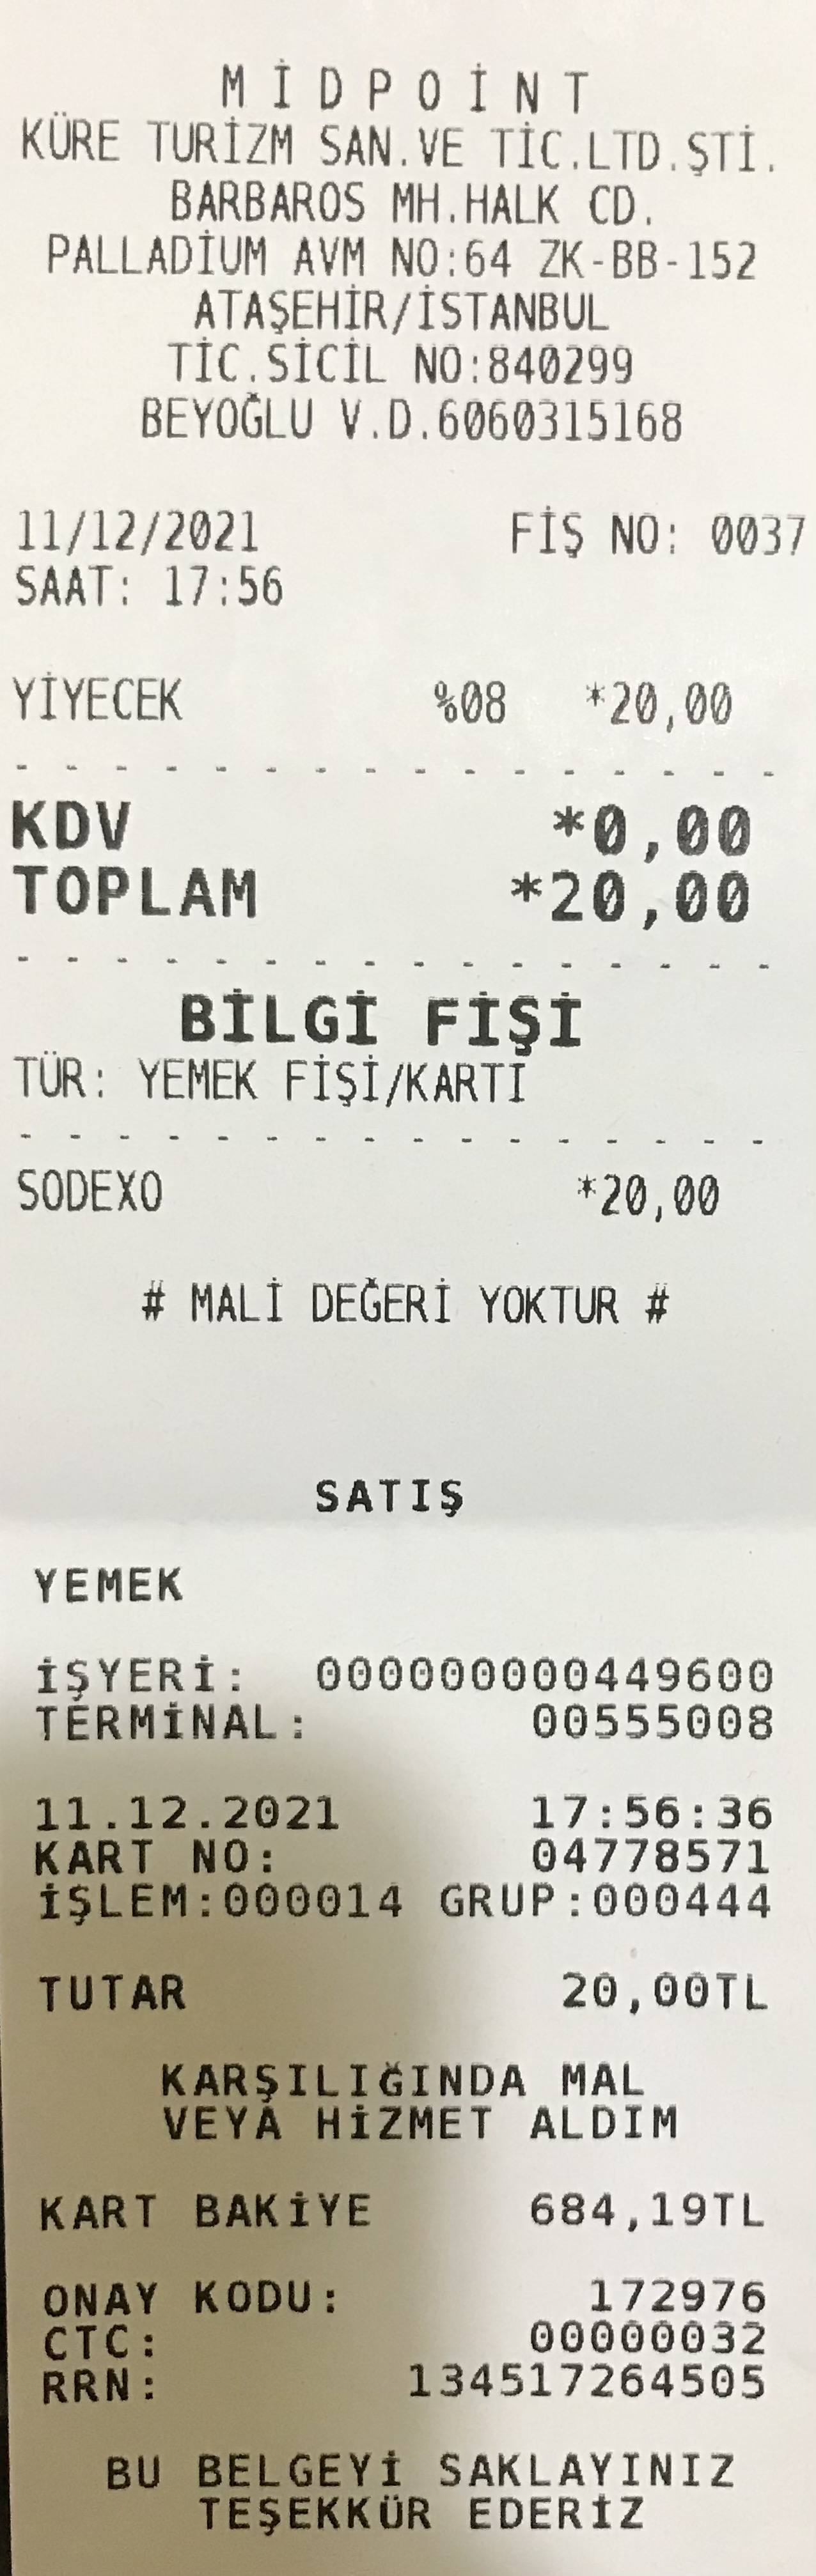 MİDPOİNT
KÜRE TURİZM SAN.VE TİC.LTD.ŞTİ.
BARBAROS MH.HALK CD.
PALLADİUM AVM NO:64 ZK-BB-152
ATAŞEHİR/İSTANBUL
TİC.SİCİL NO:840299
BEYOĞLU V.D.6060315168
11/12/2021 FİŞ NO: 0037
SAAT: 17:56
YİYECEK %08 *20,00
- - - - - - - - - - - - - - - -
KDV *0,00
TOPLAM *20,00
- - - - - - - - - - - - - - - -
BİLGİ FİŞİ
TÜR: YEMEK FİŞİ/KARTI
- - - - - - - - - - - - - - - -
SODEXO *20,00
# MALİ DEĞERİ YOKTUR #
SATIŞ
YEMEK
İŞYERİ: 000000000449600
TERMİNAL: 00555008
11.12.2021 17:56:36
KART NO: 04778571
İŞLEM:000014 GRUP:000444
TUTAR 20,00TL
KARŞILIĞINDA MAL
VEYA HİZMET ALDIM
KART BAKİYE 684,19TL
ONAY KODU: 172976
CTC: 00000032
RRN: 134517264505
BU BELGEYİ SAKLAYINIZ
TEŞEKKÜR EDERİZ